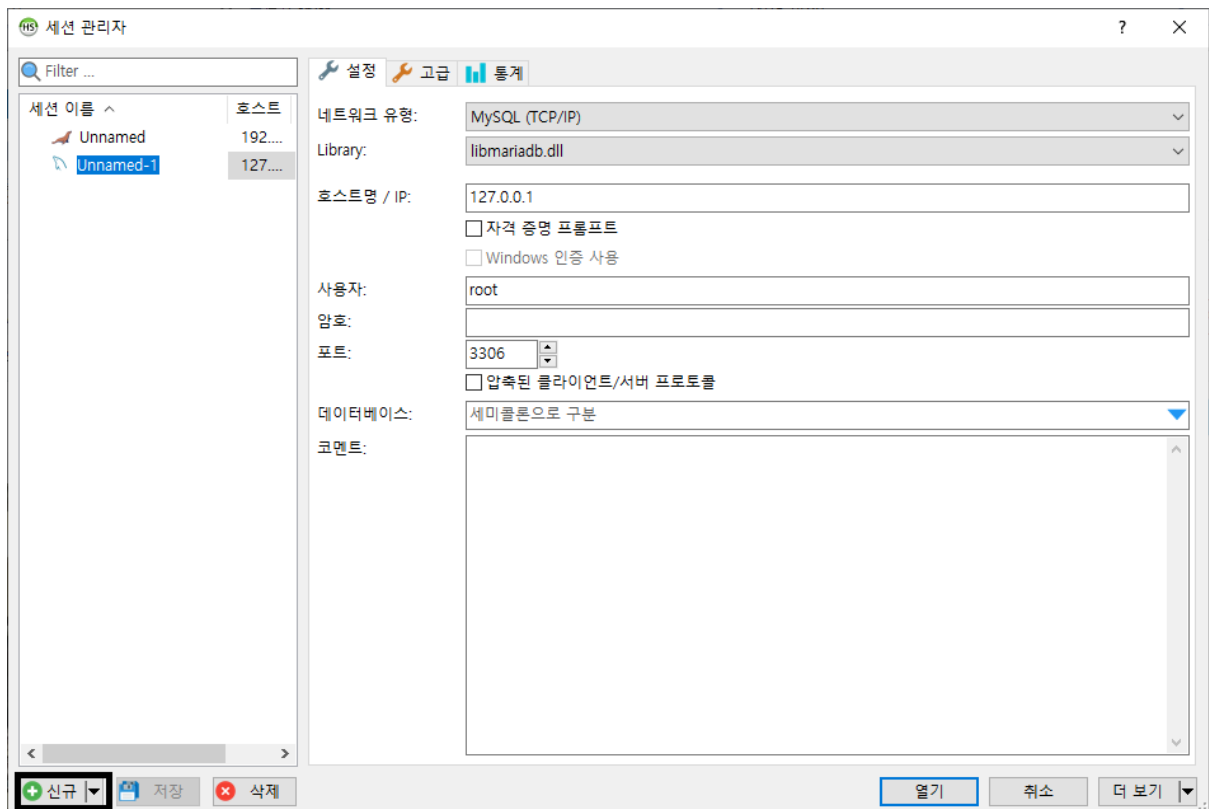 HS 세션 관리자 ?
Filter ...
세션 이름 호스트
Unnamed 192....
Unnamed-1 127....
설정 고급 통계
네트워크 유형: MySQL (TCP/IP)
Library: libmariadb.dll
호스트명 / IP: 127.0.0.1
자격 증명 프롬프트
Windows 인증 사용
사용자: root
암호:
포트: 3306
압축된 클라이언트/서버 프로토콜
데이터베이스: 세미콜론으로 구분
코멘트:
신규 저장 삭제 열기 취소 더 보기